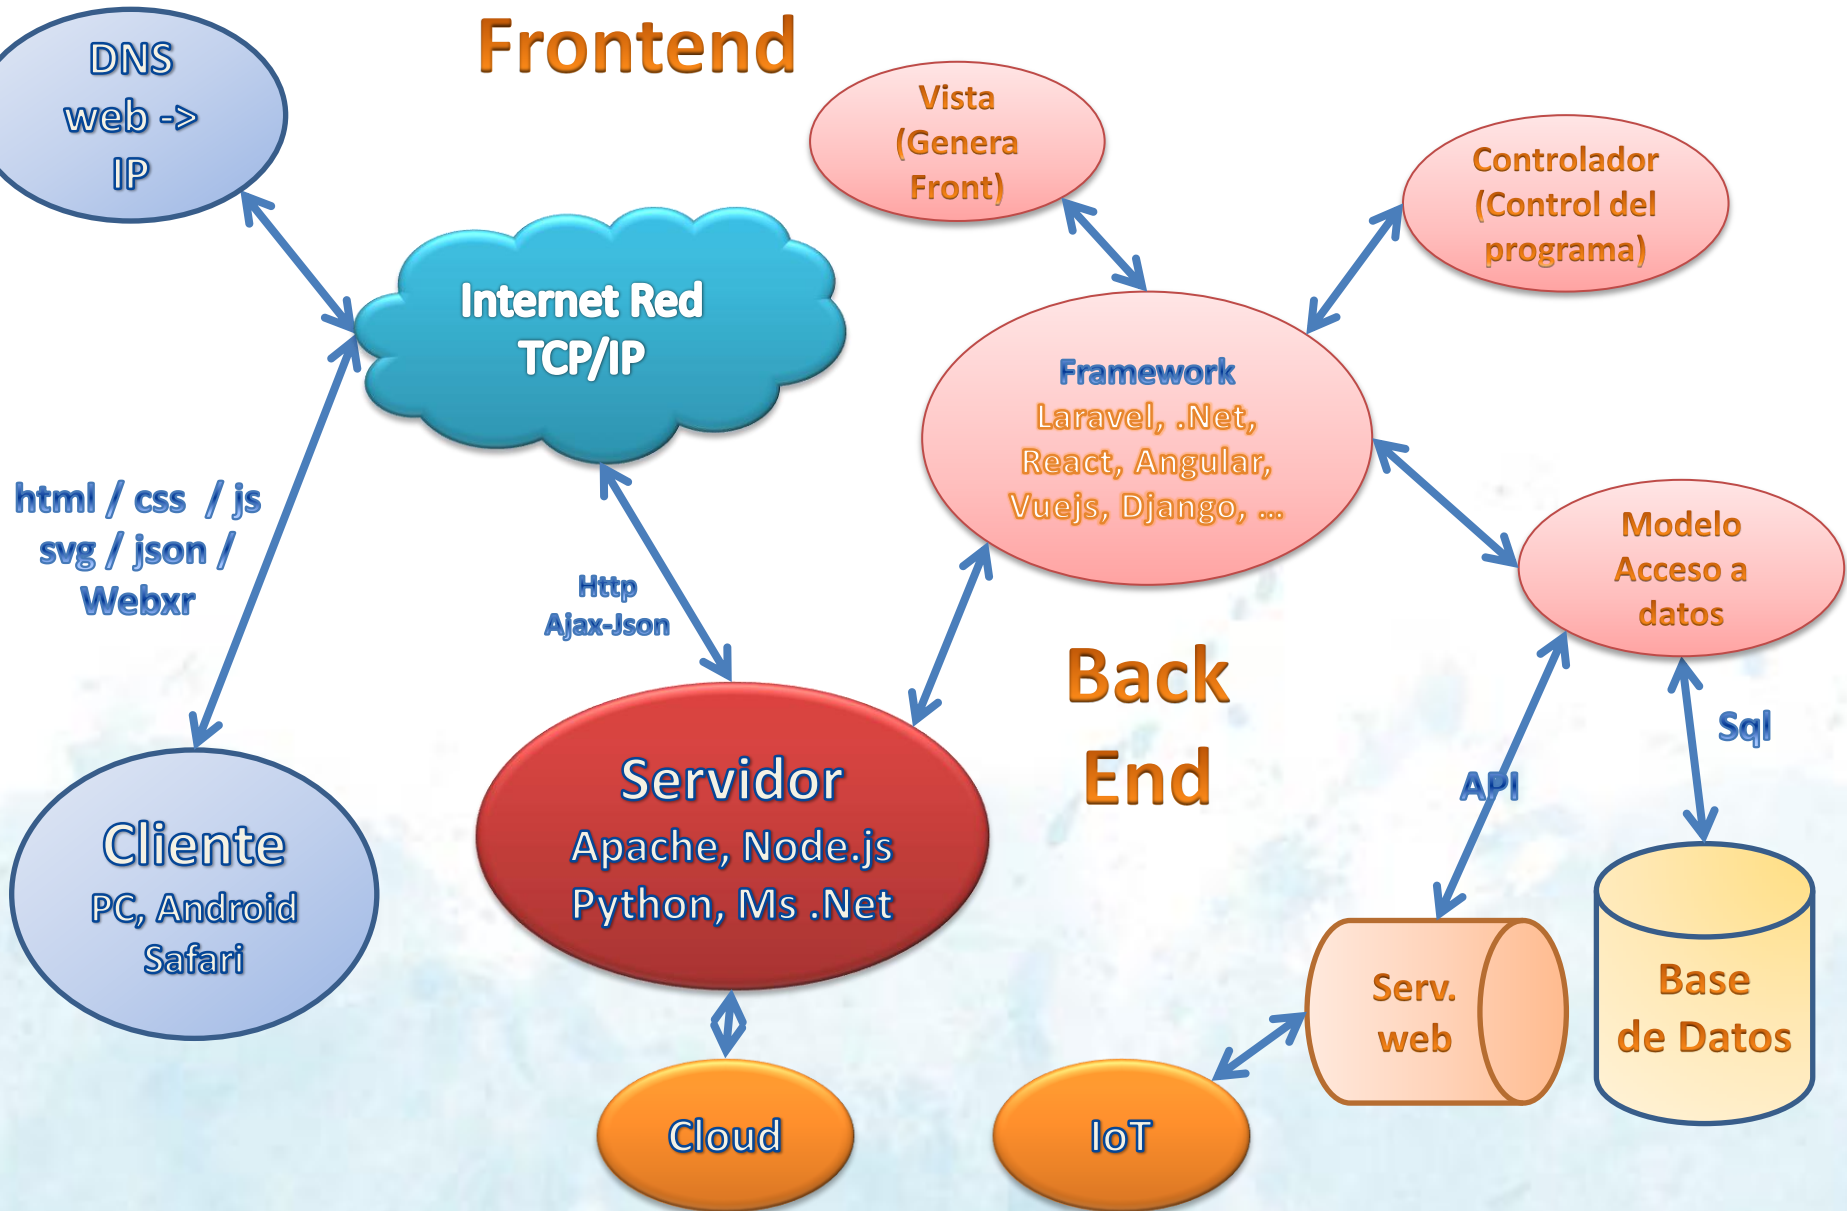 Frontend
DNS
web ->
IP
Vista
(Genera
Front)
Controlador
(Control del
programa)
Internet Red
TCP/IP
Framework
Laravel, .Net,
React, Angular,
Vuejs, Django, ...
html / css  / js
svg / json /
Webxr
Http
Ajax-Json
Modelo
Acceso a
datos
Back
End
Sql
API
Servidor
Apache, Node.js
Python, Ms .Net
Cliente
PC, Android
Safari
Serv.
web
Base
de Datos
Cloud
IoT